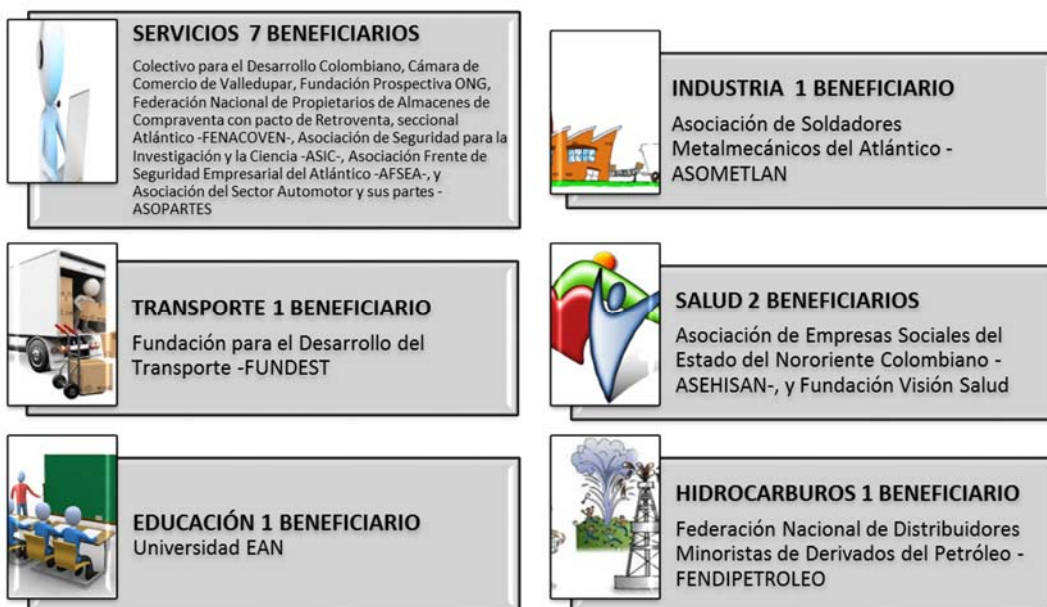 SERVICIOS 7 BENEFICIARIOS
Colectivo para el Desarrollo Colombiano, Cámara de
Comercio de Valledupar, Fundación Prospectiva ONG,
Federación Nacional de Propietarios de Almacenes de
Compraventa con pacto de Retroventa, seccional
Atlántico -FENACOVEN-, Asociación de Seguridad para la
Investigación y la Ciencia -ASIC-, Asociación Frente de
Seguridad Empresarial del Atlántico -AFSEA-, y
Asociación del Sector Automotor y sus partes -
ASOPARTES
INDUSTRIA 1 BENEFICIARIO
Asociación de Soldadores
Metalmecánicos del Atlántico -
ASOMETLAN
TRANSPORTE 1 BENEFICIARIO
Fundación para el Desarrollo del
Transporte -FUNDEST
SALUD 2 BENEFICIARIOS
Asociación de Empresas Sociales del
Estado del Nororiente Colombiano -
ASEHISAN-, y Fundación Visión Salud
EDUCACIÓN 1 BENEFICIARIO
Universidad EAN
HIDROCARBUROS 1 BENEFICIARIO
Federación Nacional de Distribuidores
Minoristas de Derivados del Petróleo -
FENDIPETROLEO